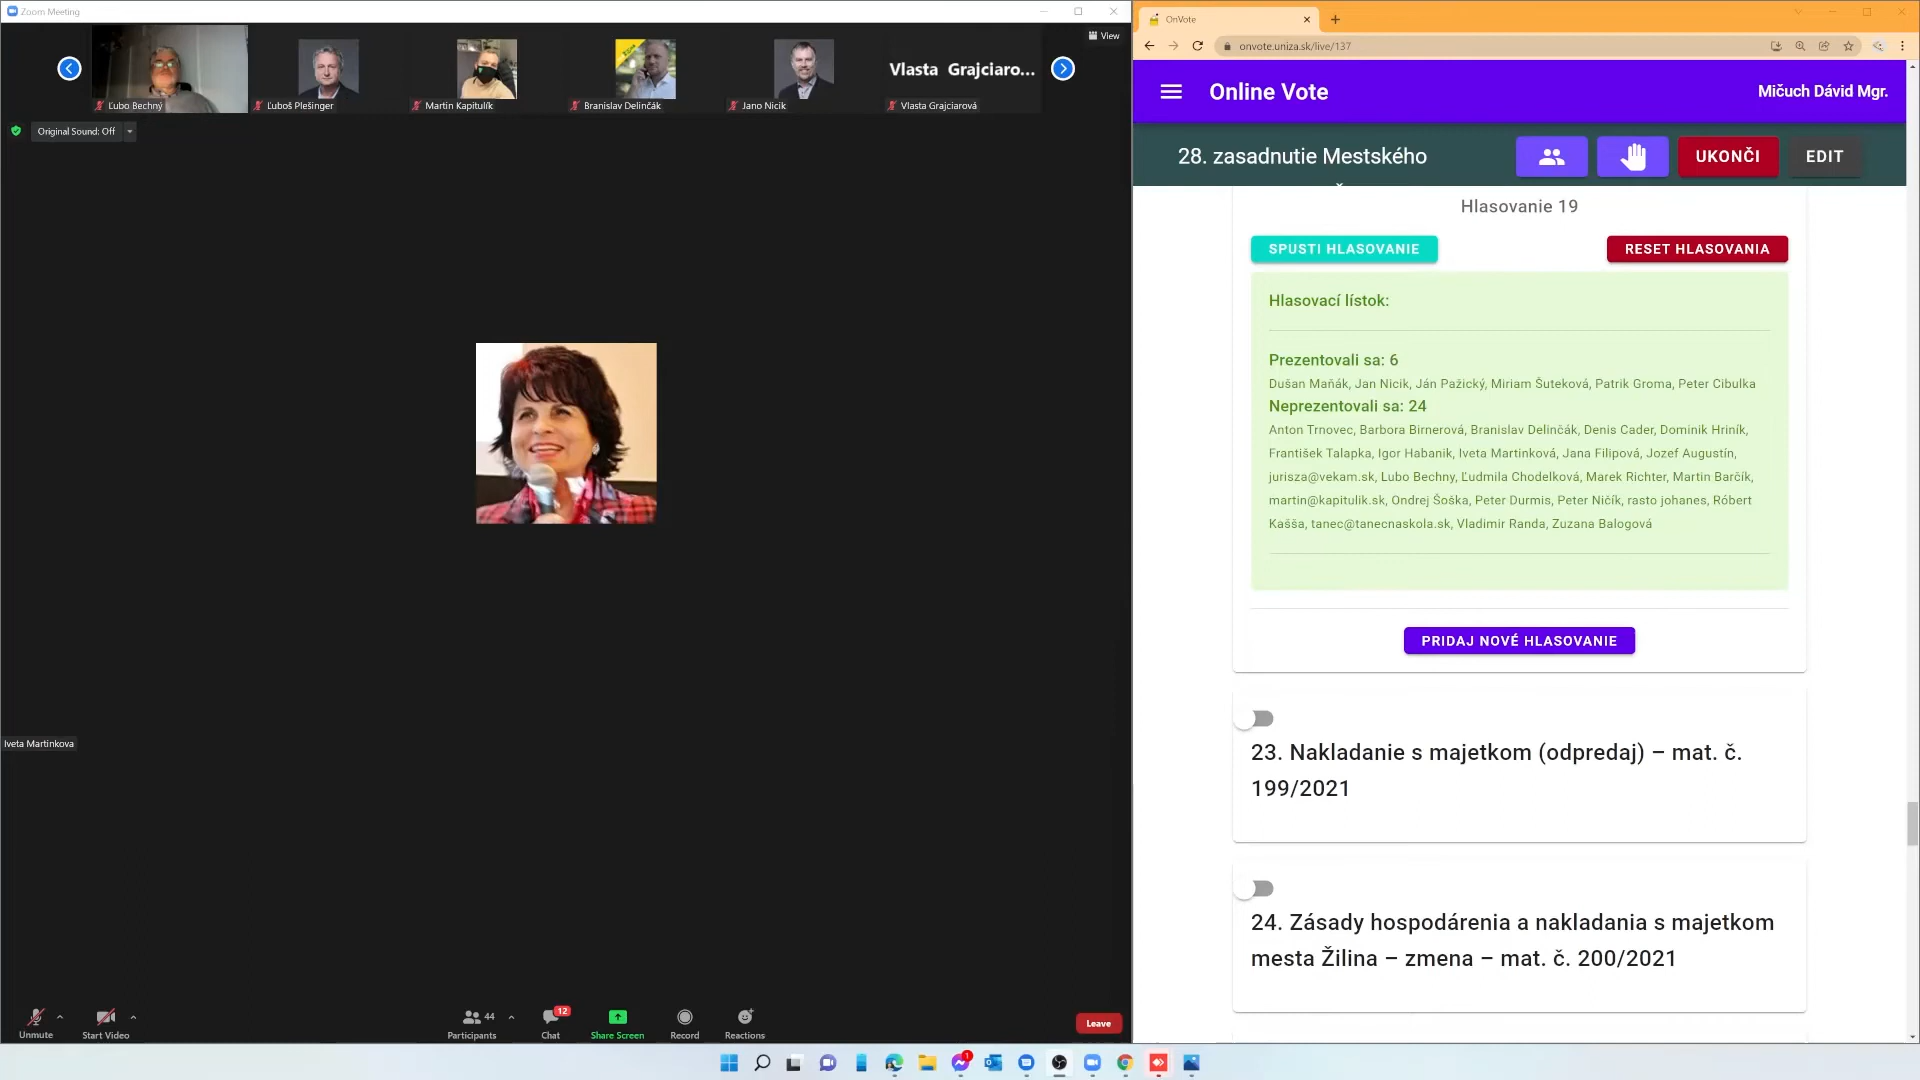 Zoom Meeting
View
Ľubo Bechný
Ľuboš Plešinger
Martin Kapitulík
Branislav Delinčák
Jano Nicík
Vlasta Grajciaro...
Vlasta Grajciarová
Original Sound: Off
Iveta Martinkova
Unmute
Start Video
44
Participants
12
Chat
Share Screen
Record
Reactions
Leave
OnVote
onvote.uniza.sk/live/137
Online Vote
Mičuch Dávid Mgr.
28. zasadnutie Mestského
UKONČI
EDIT
Hlasovanie 19
SPUSTI HLASOVANIE
RESET HLASOVANIA
Hlasovací lístok:
Prezentovali sa: 6
Dušan Maňák, Jan Nicik, Ján Pažický, Miriam Šuteková, Patrik Groma, Peter Cibulka
Neprezentovali sa: 24
Anton Trnovec, Barbora Birnerová, Branislav Delinčák, Denis Cader, Dominik Hriník,
František Talapka, Igor Habanik, Iveta Martinková, Jana Filipová, Jozef Augustín,
jurisza@vekam.sk, Lubo Bechny, Ľudmila Chodelková, Marek Richter, Martin Barčík,
martin@kapitulik.sk, Ondrej Šoška, Peter Durmis, Peter Ničík, rasto johanes, Róbert
Kašša, tanec@tanecnaskola.sk, Vladimir Randa, Zuzana Balogová
PRIDAJ NOVÉ HLASOVANIE
23. Nakladanie s majetkom (odpredaj) – mat. č.
199/2021
24. Zásady hospodárenia a nakladania s majetkom
mesta Žilina – zmena – mat. č. 200/2021
1